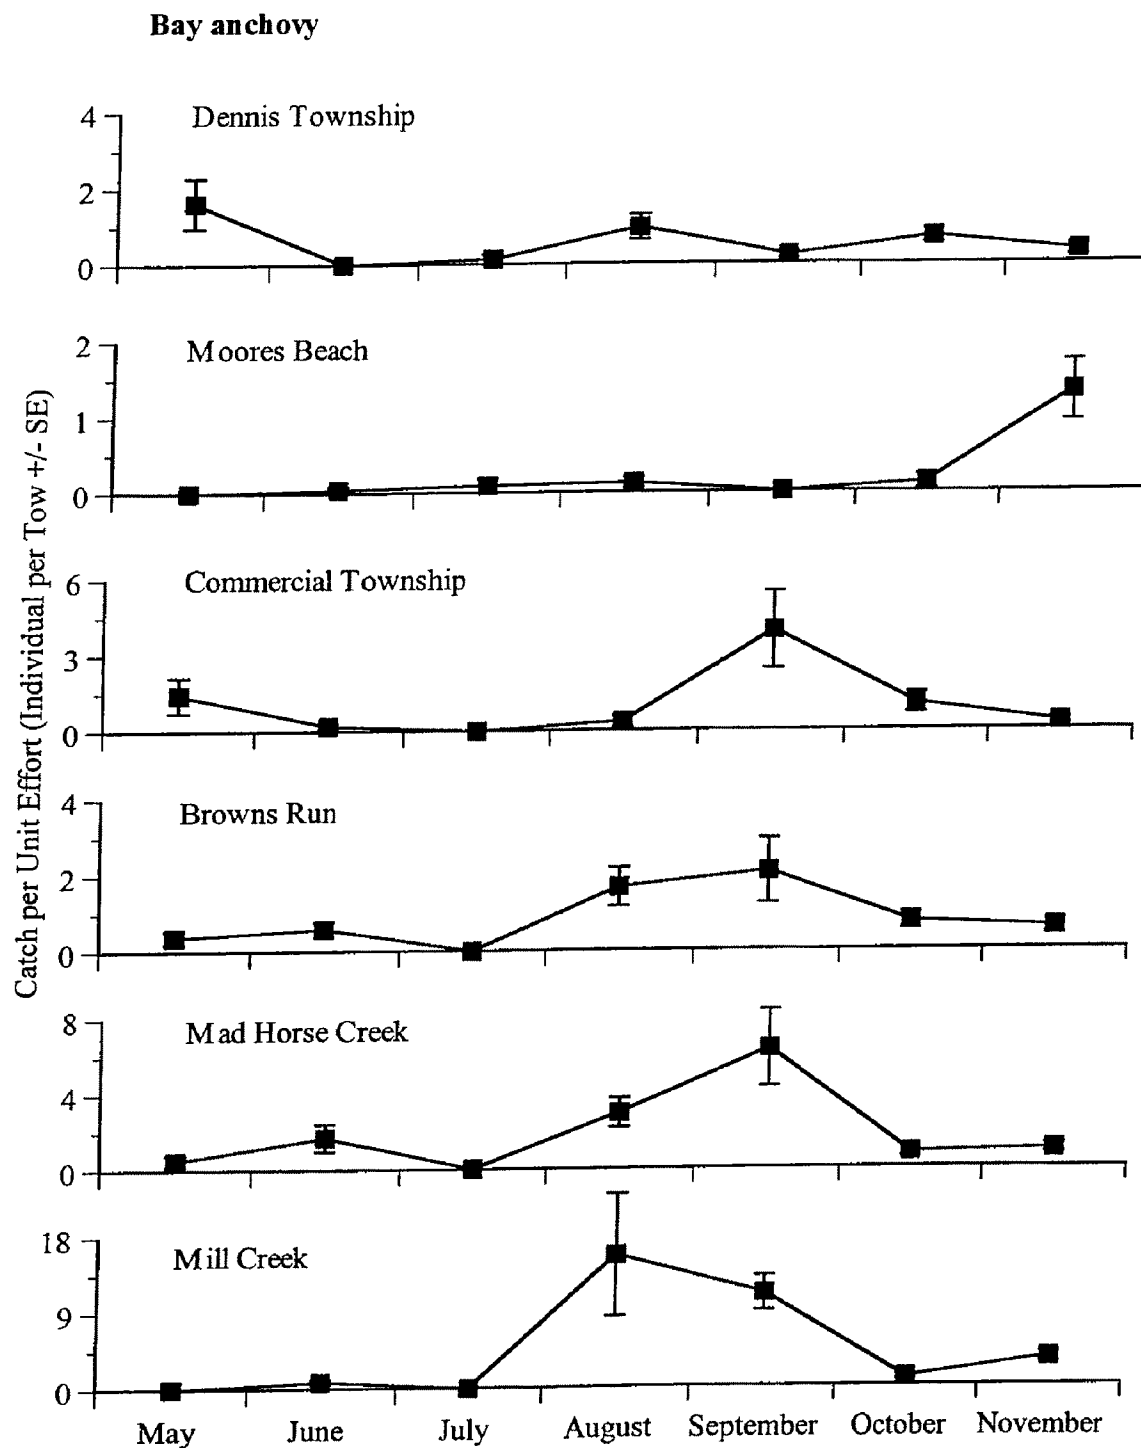 Bay anchovy
Dennis Township
4
2
0
Moores Beach
2
1
0
Commercial Township
6
3
0
Browns Run
4
2
0
Mad Horse Creek
8
4
0
Mill Creek
18
9
0
Catch per Unit Effort (Individual per Tow +/- SE)
May June July August September October November